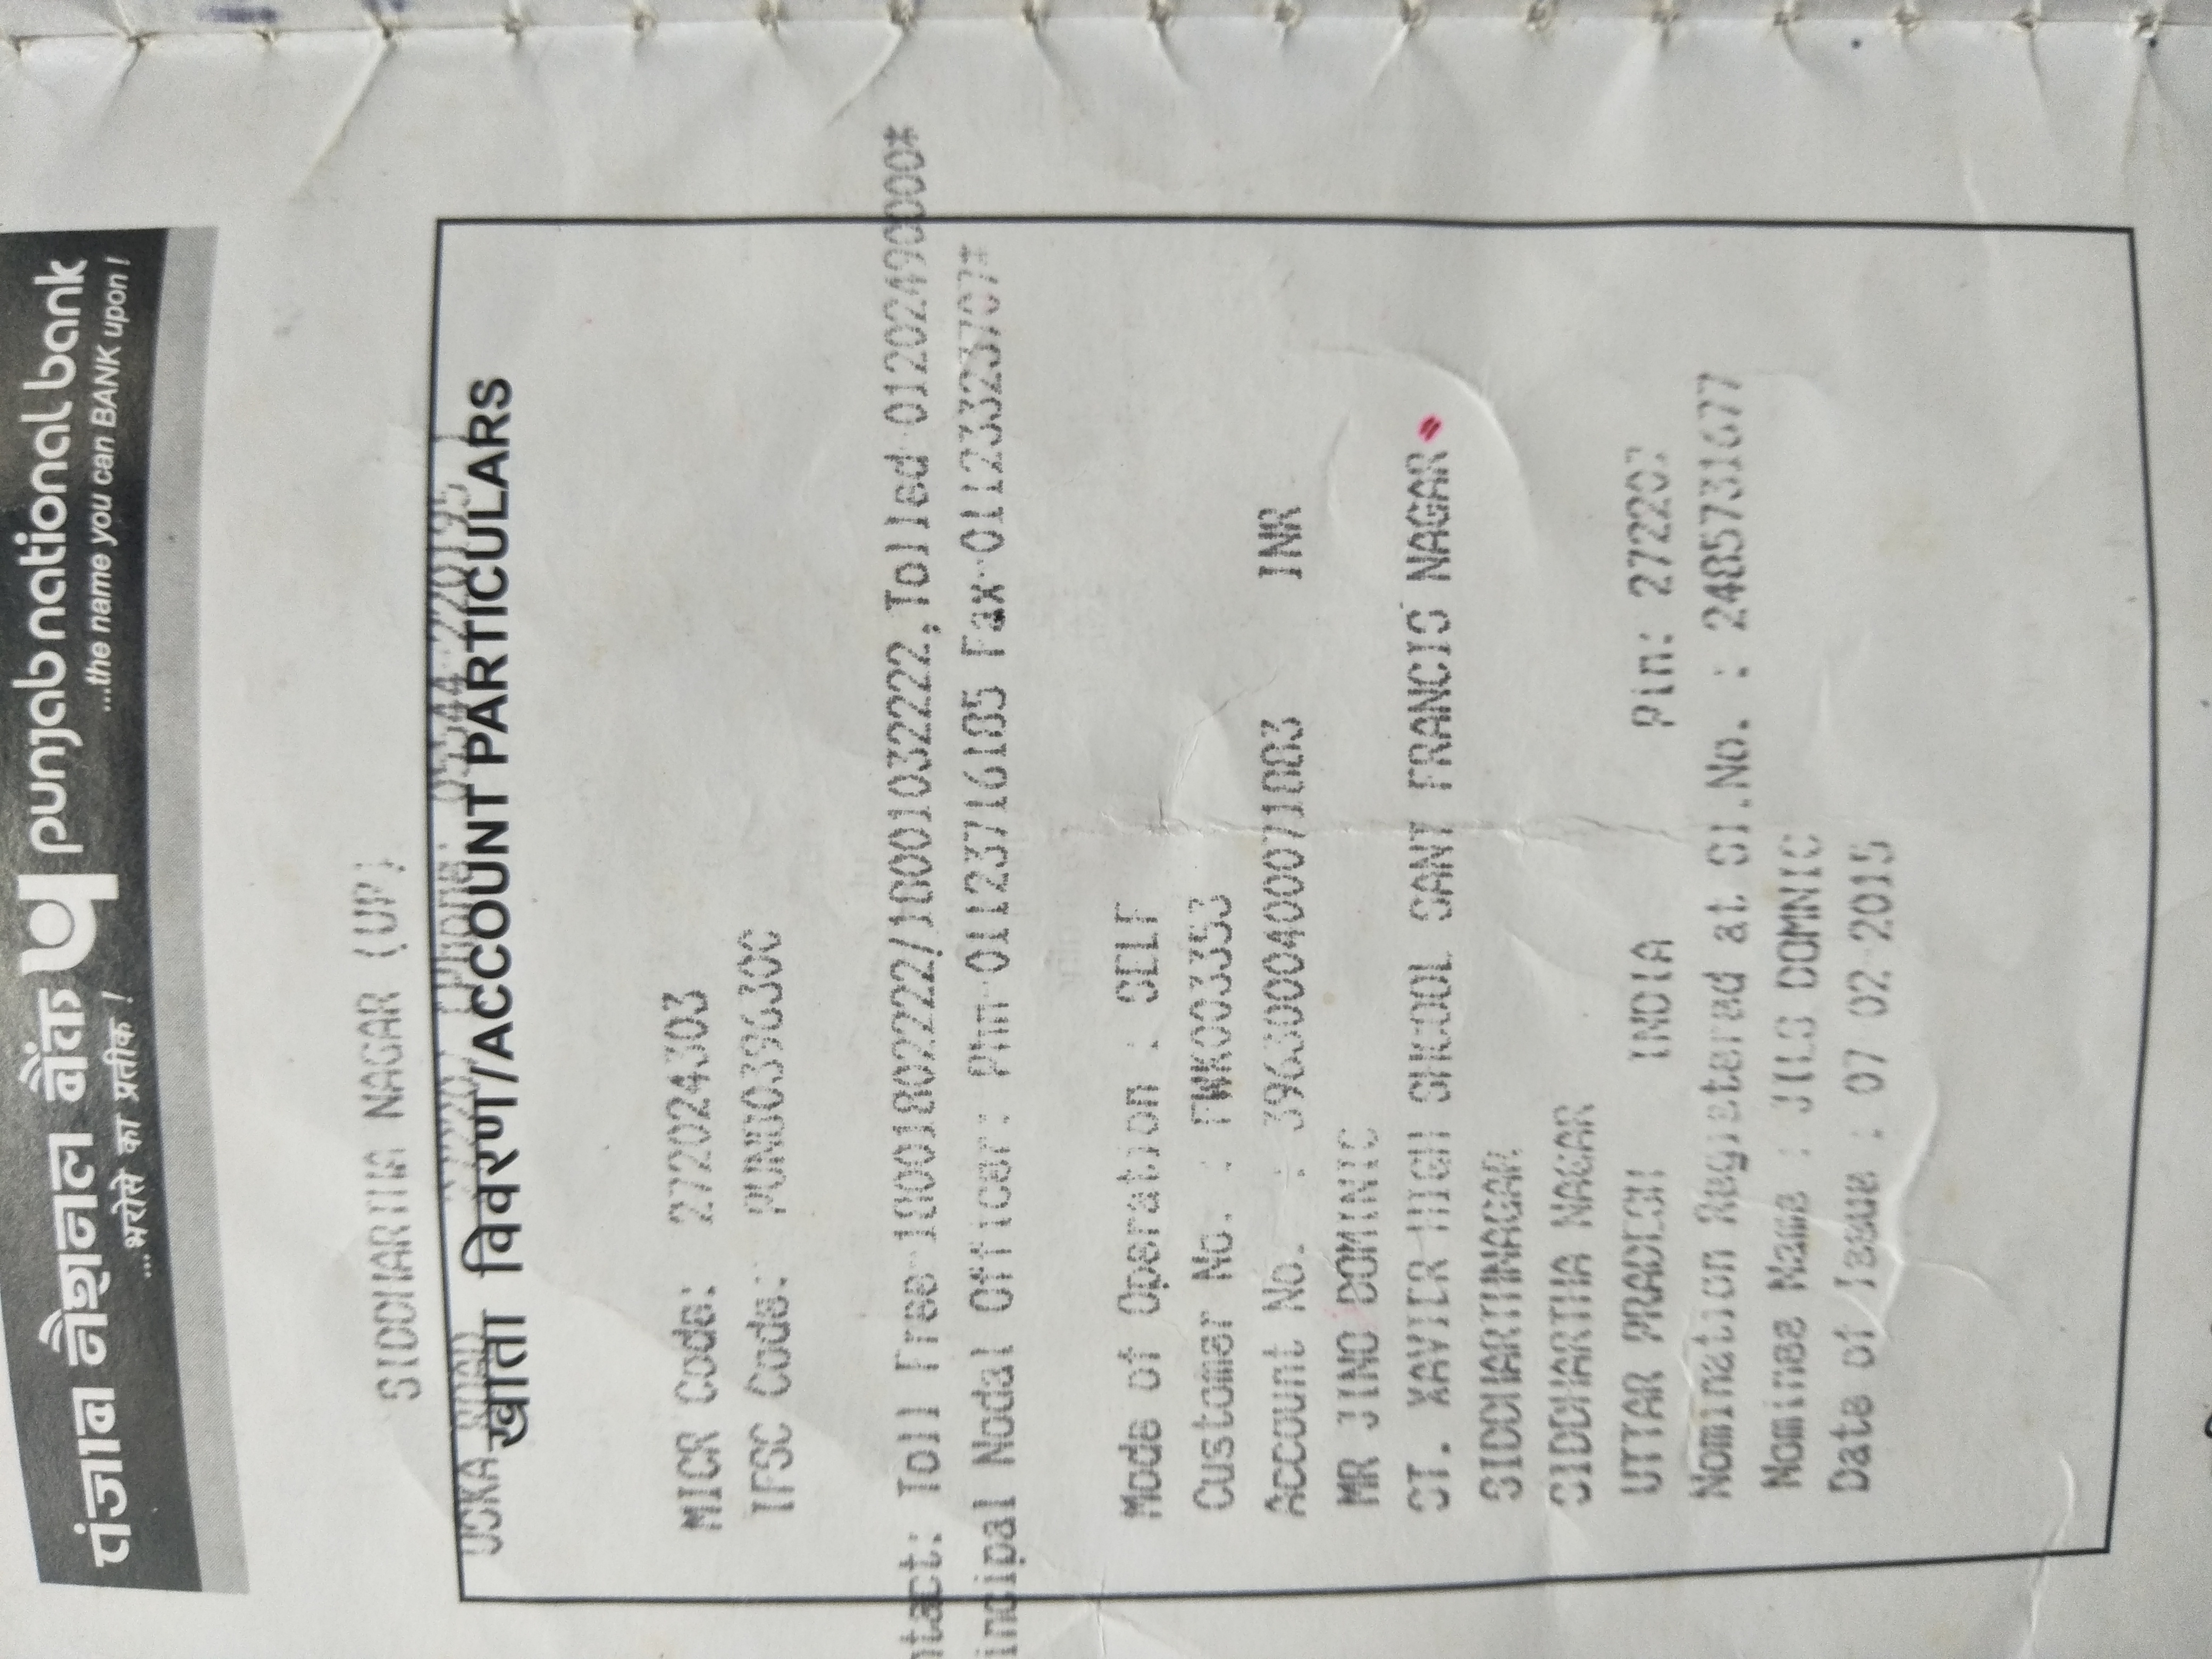 पंजाब नैशनल बैंक punjab national bank
...भरोसे का प्रतीक ! ...the name you can BANK upon !
SIDDHARTHA NAGAR (UP)
USKA ROAD 272207 (Phone: 05544-220195 )
खाता विवरण/ACCOUNT PARTICULARS
MICR Code: 272024303
IFSC Code: PUNB0396300
ntact: Toll Free-18001802222/18001032222,Tolled-01202490000*
incipal Nodal Officer: Phn-01123716185 Fax-01123323707*
Mode of Operation : SELF
Customer No. : FWK003353
Account No. : 3963000400071883 INR
MR JINO DOMINIC
ST. XAVIER HIGH SHCOOL SANT FRANCIS NAGAR
SIDDHARTHNAGAR
SIDDHARTHA NAGAR
UTTAR PRADESH INDIA Pin: 272207
Nomination Registered at Sl.No. : 2485731677
Nominee Name : JILS DOMNIC
Date of Issue : 07-02-2015